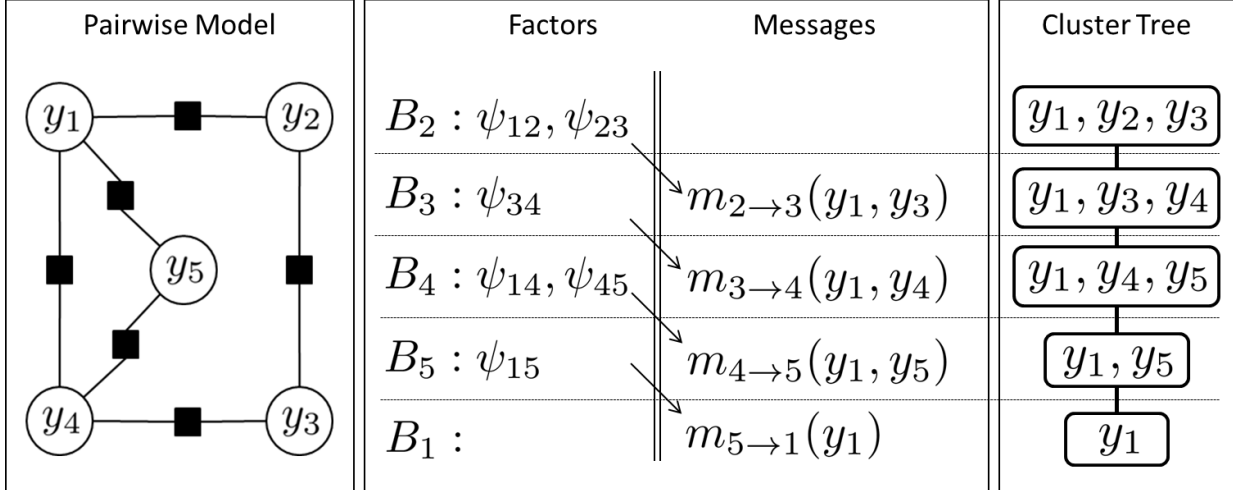 Pairwise Model
y₁
y₂
y₅
y₄
y₃
Factors Messages
B₂ : ψ₁₂, ψ₂₃
B₃ : ψ₃₄ m₂→₃(y₁, y₃)
B₄ : ψ₁₄, ψ₄₅ m₃→₄(y₁, y₄)
B₅ : ψ₁₅ m₄→₅(y₁, y₅)
B₁ : m₅→₁(y₁)
Cluster Tree
y₁, y₂, y₃
y₁, y₃, y₄
y₁, y₄, y₅
y₁, y₅
y₁